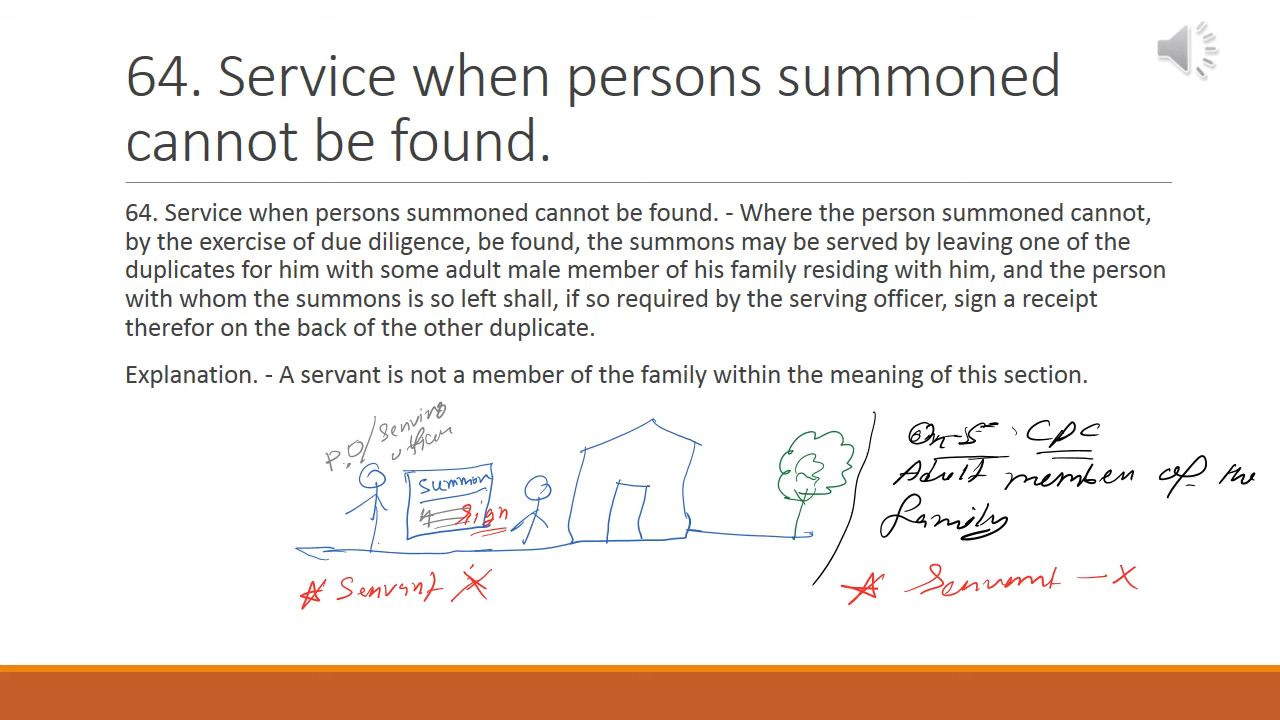 64. Service when persons summoned
cannot be found.
64. Service when persons summoned cannot be found. - Where the person summoned cannot,
by the exercise of due diligence, be found, the summons may be served by leaving one of the
duplicates for him with some adult male member of his family residing with him, and the person
with whom the summons is so left shall, if so required by the serving officer, sign a receipt
therefor on the back of the other duplicate.
Explanation. - A servant is not a member of the family within the meaning of this section.
P.O/Serving
officer
Summon
Sign
Servant X
CPC
Adult member of the
family
Servant - X